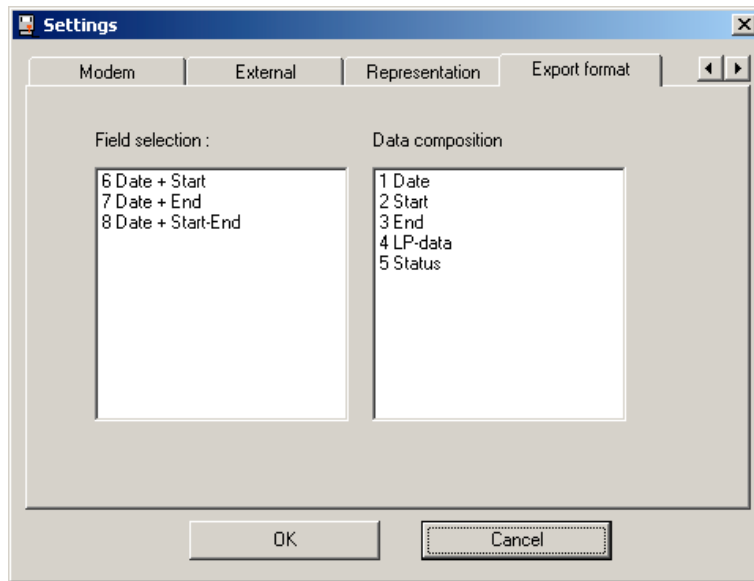 Settings
Modem External Representation Export format
Field selection : Data composition
6 Date + Start
7 Date + End
8 Date + Start-End
1 Date
2 Start
3 End
4 LP-data
5 Status
OK Cancel